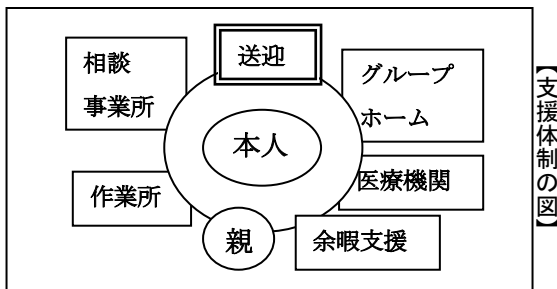 送迎
相談
事業所
グループ
ホーム
本人
医療機関
作業所
親
余暇支援
【支援体制の図】